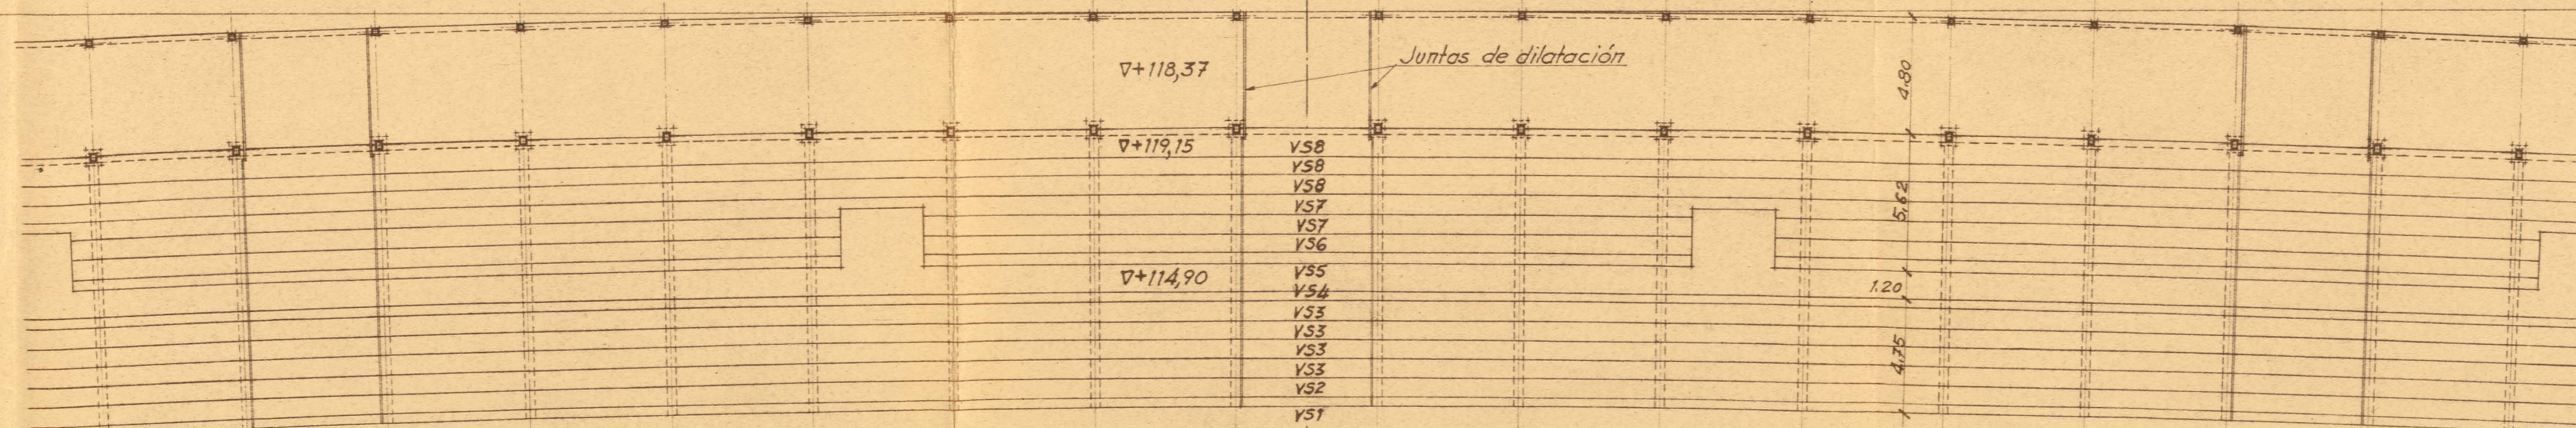 Juntas de dilatación
∇+118,37
4.80
∇+119,15
VS8
VS8
VS8
VS7
5,62
VS7
VS6
∇+114,90
VS5
1.20
VS4
VS3
VS3
VS3
4,75
VS3
VS2
VS1